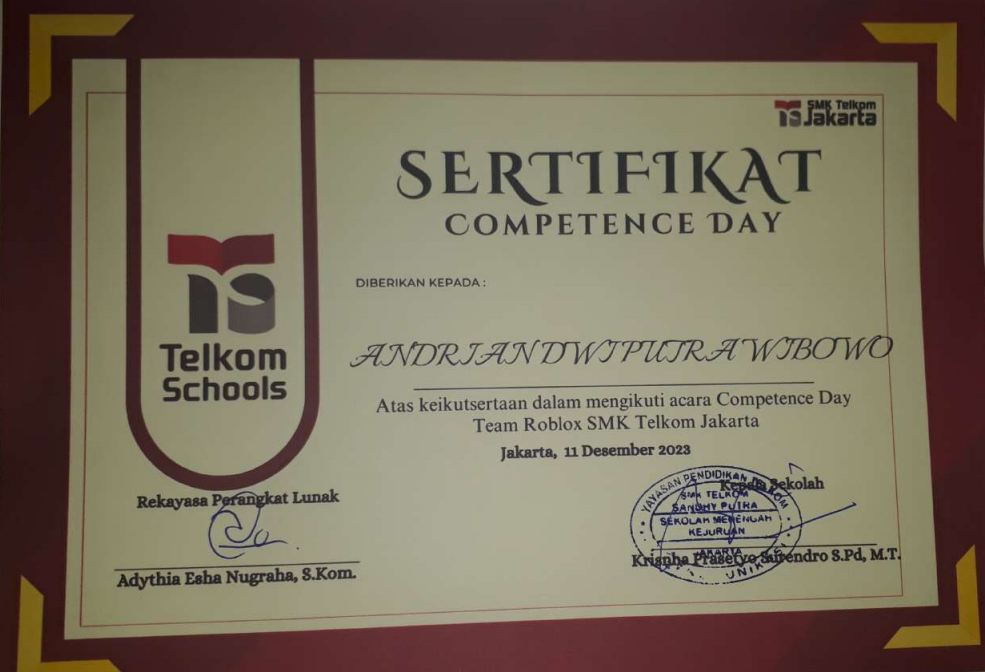 SMK Telkom
Jakarta
SERTIFIKAT
COMPETENCE DAY
DIBERIKAN KEPADA :
ANDRIAN DWI PUTRA WIBOWO
Atas keikutsertaan dalam mengikuti acara Competence Day
Team Roblox SMK Telkom Jakarta
Jakarta, 11 Desember 2023
Telkom
Schools
Rekayasa Perangkat Lunak
Adythia Esha Nugraha, S.Kom.
Kepala Sekolah
YAYASAN PENDIDIKAN TELKOM
SMK TELKOM
SANDHY PUTRA
SEKOLAH MENENGAH
KEJURUAN
JAKARTA
Krisnha Prasetyo Surendro S.Pd, M.T.